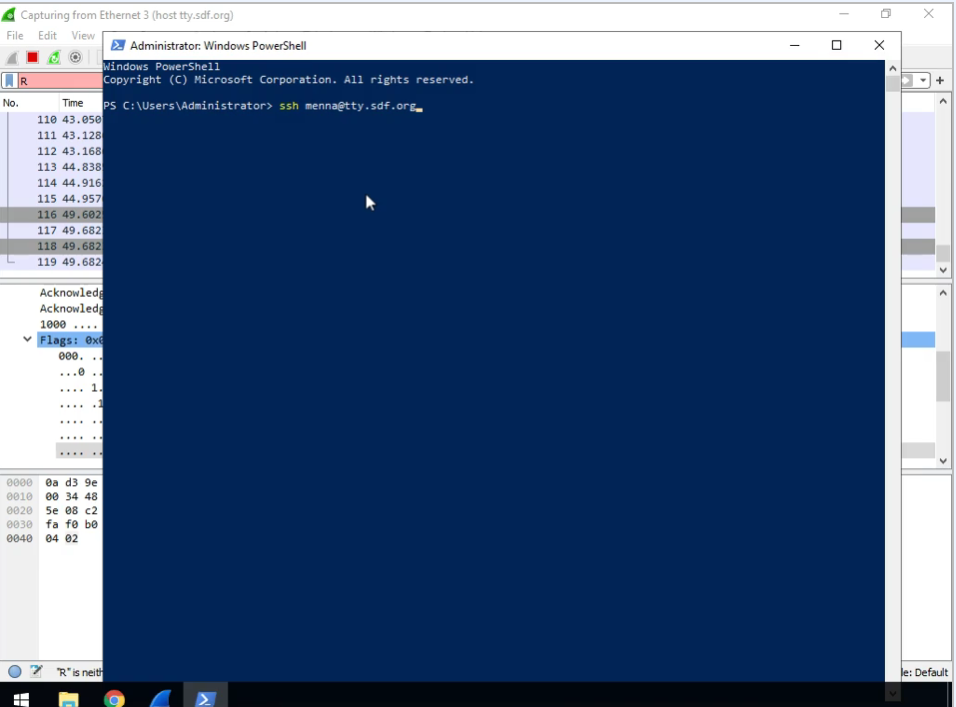 Capturing from Ethernet 3 (host tty.sdf.org)
File Edit View
Administrator: Windows PowerShell
R
Windows PowerShell
Copyright (C) Microsoft Corporation. All rights reserved.
PS C:\Users\Administrator> ssh menna@tty.sdf.org
No. Time
110 43.050
111 43.128
112 43.168
113 44.838
114 44.916
115 44.957
116 49.602
117 49.682
118 49.682
119 49.682
Acknowledg
Acknowledg
1000 ....
Flags: 0x0
000. ..
...0 ..
.... 1.
.... .1
.... ..
.... ..
.... ..
0000 0a d3 9e
0010 00 34 48
0020 5e 08 c2
0030 fa f0 b0
0040 04 02
"R" is neith
le: Default